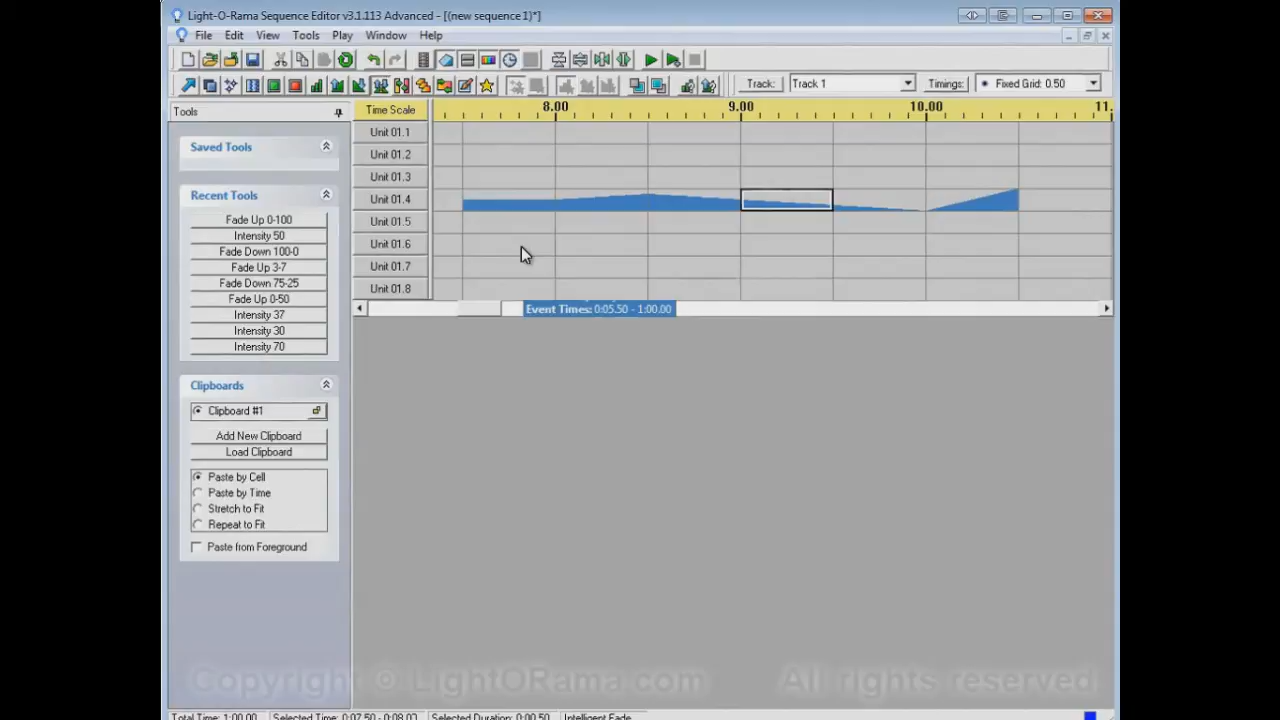 Light-O-Rama Sequence Editor v3.1.113 Advanced - [(new sequence 1)*]
File Edit View Tools Play Window Help
Track: Track 1 Timings: Fixed Grid: 0.50
Tools
Time Scale 8.00 9.00 10.00 11.
Unit 01.1
Unit 01.2
Unit 01.3
Unit 01.4
Unit 01.5
Unit 01.6
Unit 01.7
Unit 01.8
Event Times: 0:05.50 - 1:00.00
Saved Tools
Recent Tools
Fade Up 0-100
Intensity 50
Fade Down 100-0
Fade Up 3-7
Fade Down 75-25
Fade Up 0-50
Intensity 37
Intensity 30
Intensity 70
Clipboards
Clipboard #1
Add New Clipboard
Load Clipboard
Paste by Cell
Paste by Time
Stretch to Fit
Repeat to Fit
Paste from Foreground
Copyright © LightORama.com All rights reserved
Total Time: 1:00.00 Selected Time: 0:07.50 - 0:08.00 Selected Duration: 0:00.50 Intelligent Fade